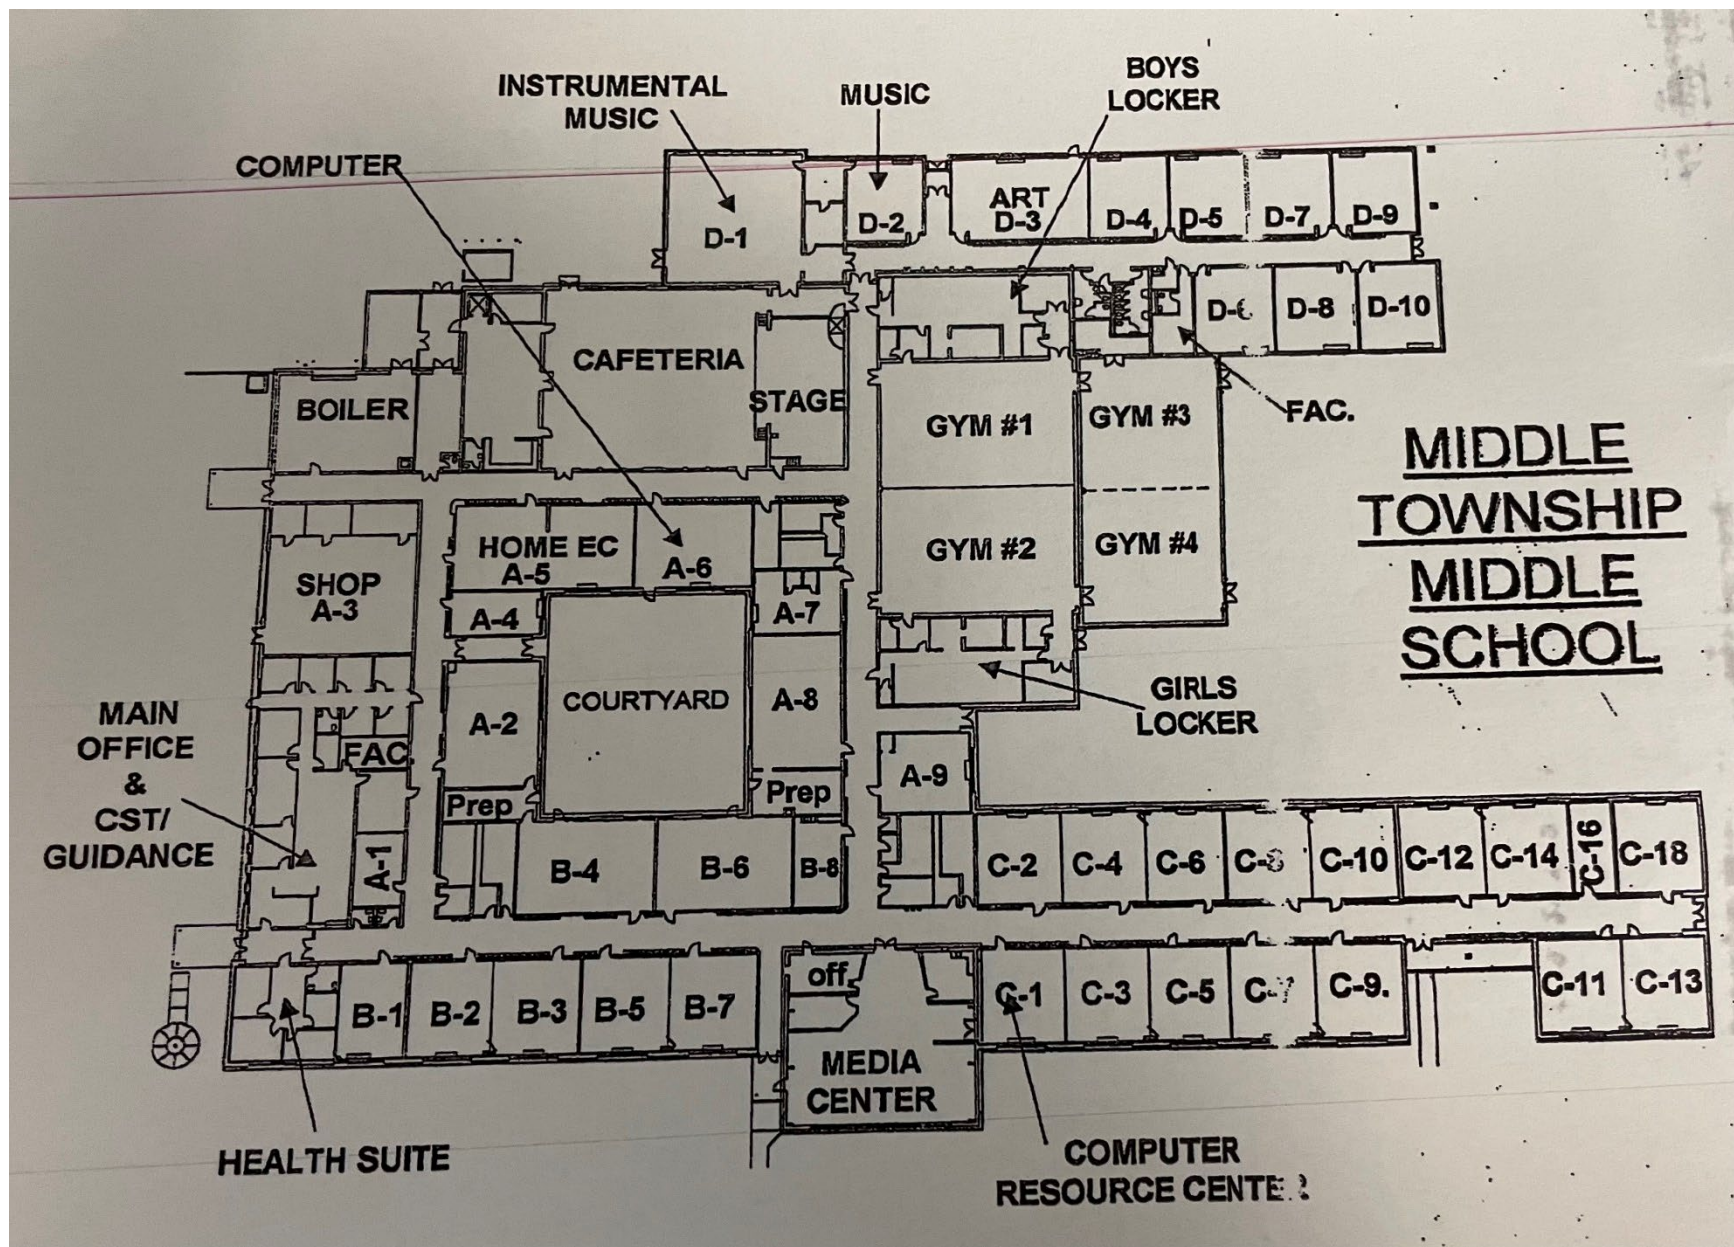 INSTRUMENTAL
MUSIC
MUSIC
BOYS
LOCKER
COMPUTER
D-1
D-2
ART
D-3
D-4
D-5
D-7
D-9
D-8
D-10
CAFETERIA
STAGE
BOILER
GYM #1
GYM #3
FAC.
MIDDLE
TOWNSHIP
MIDDLE
SCHOOL
HOME EC
A-5
A-6
GYM #2
GYM #4
SHOP
A-3
A-4
A-7
COURTYARD
A-2
A-8
GIRLS
LOCKER
MAIN
OFFICE
&
CST/
GUIDANCE
FAC
A-9
Prep
Prep
A-1
B-4
B-6
B-8
C-2
C-4
C-6
C-10
C-12
C-14
C-16
C-18
off.
B-1
B-2
B-3
B-5
B-7
C-1
C-3
C-5
C-7
C-9.
C-11
C-13
MEDIA
CENTER
HEALTH SUITE
COMPUTER
RESOURCE CENTER